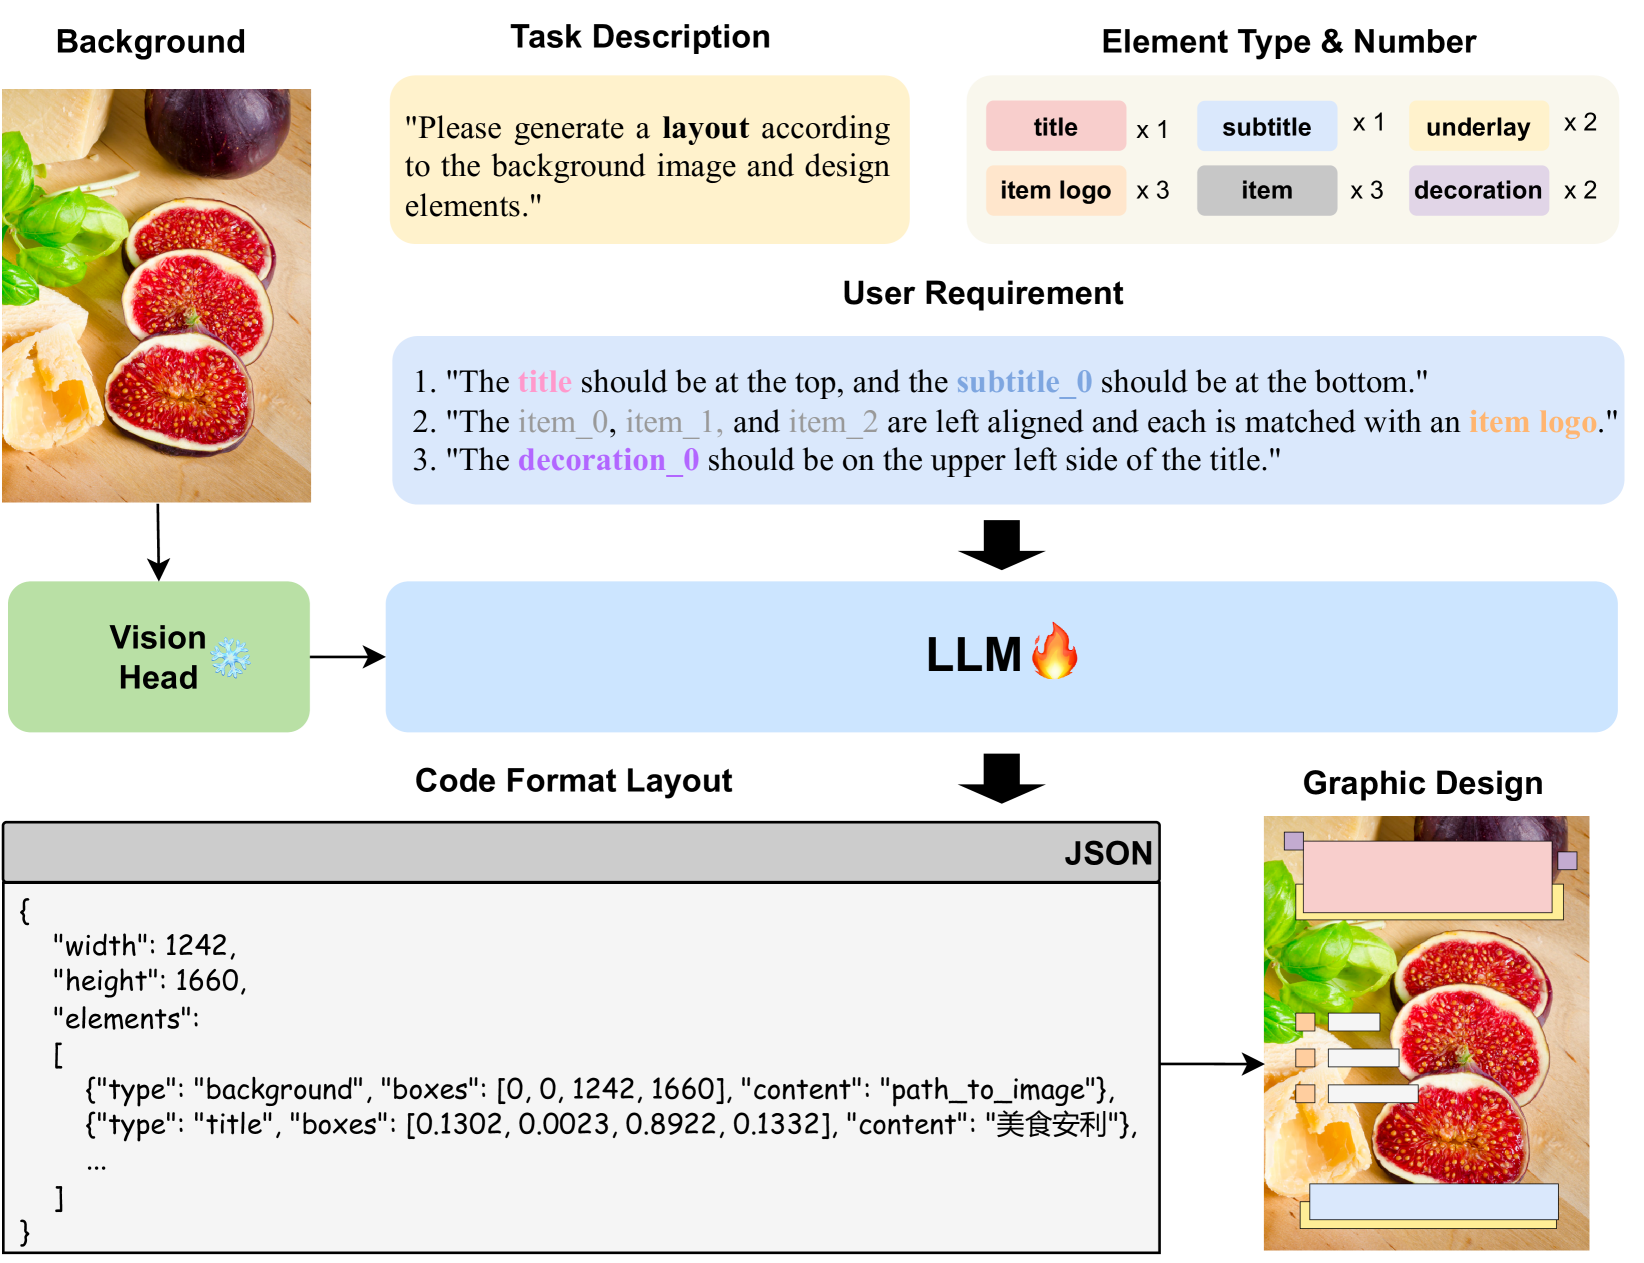 Background
Task Description
Element Type & Number
"Please generate a layout according
to the background image and design
elements."
title x 1 subtitle x 1 underlay x 2
item logo x 3 item x 3 decoration x 2
User Requirement
1. "The title should be at the top, and the subtitle_0 should be at the bottom."
2. "The item_0, item_1, and item_2 are left aligned and each is matched with an item logo."
3. "The decoration_0 should be on the upper left side of the title."
Vision
Head
LLM
Code Format Layout
Graphic Design
JSON
{
"width": 1242,
"height": 1660,
"elements":
[
{"type": "background", "boxes": [0, 0, 1242, 1660], "content": "path_to_image"},
{"type": "title", "boxes": [0.1302, 0.0023, 0.8922, 0.1332], "content": "美食安利"},
...
]
}